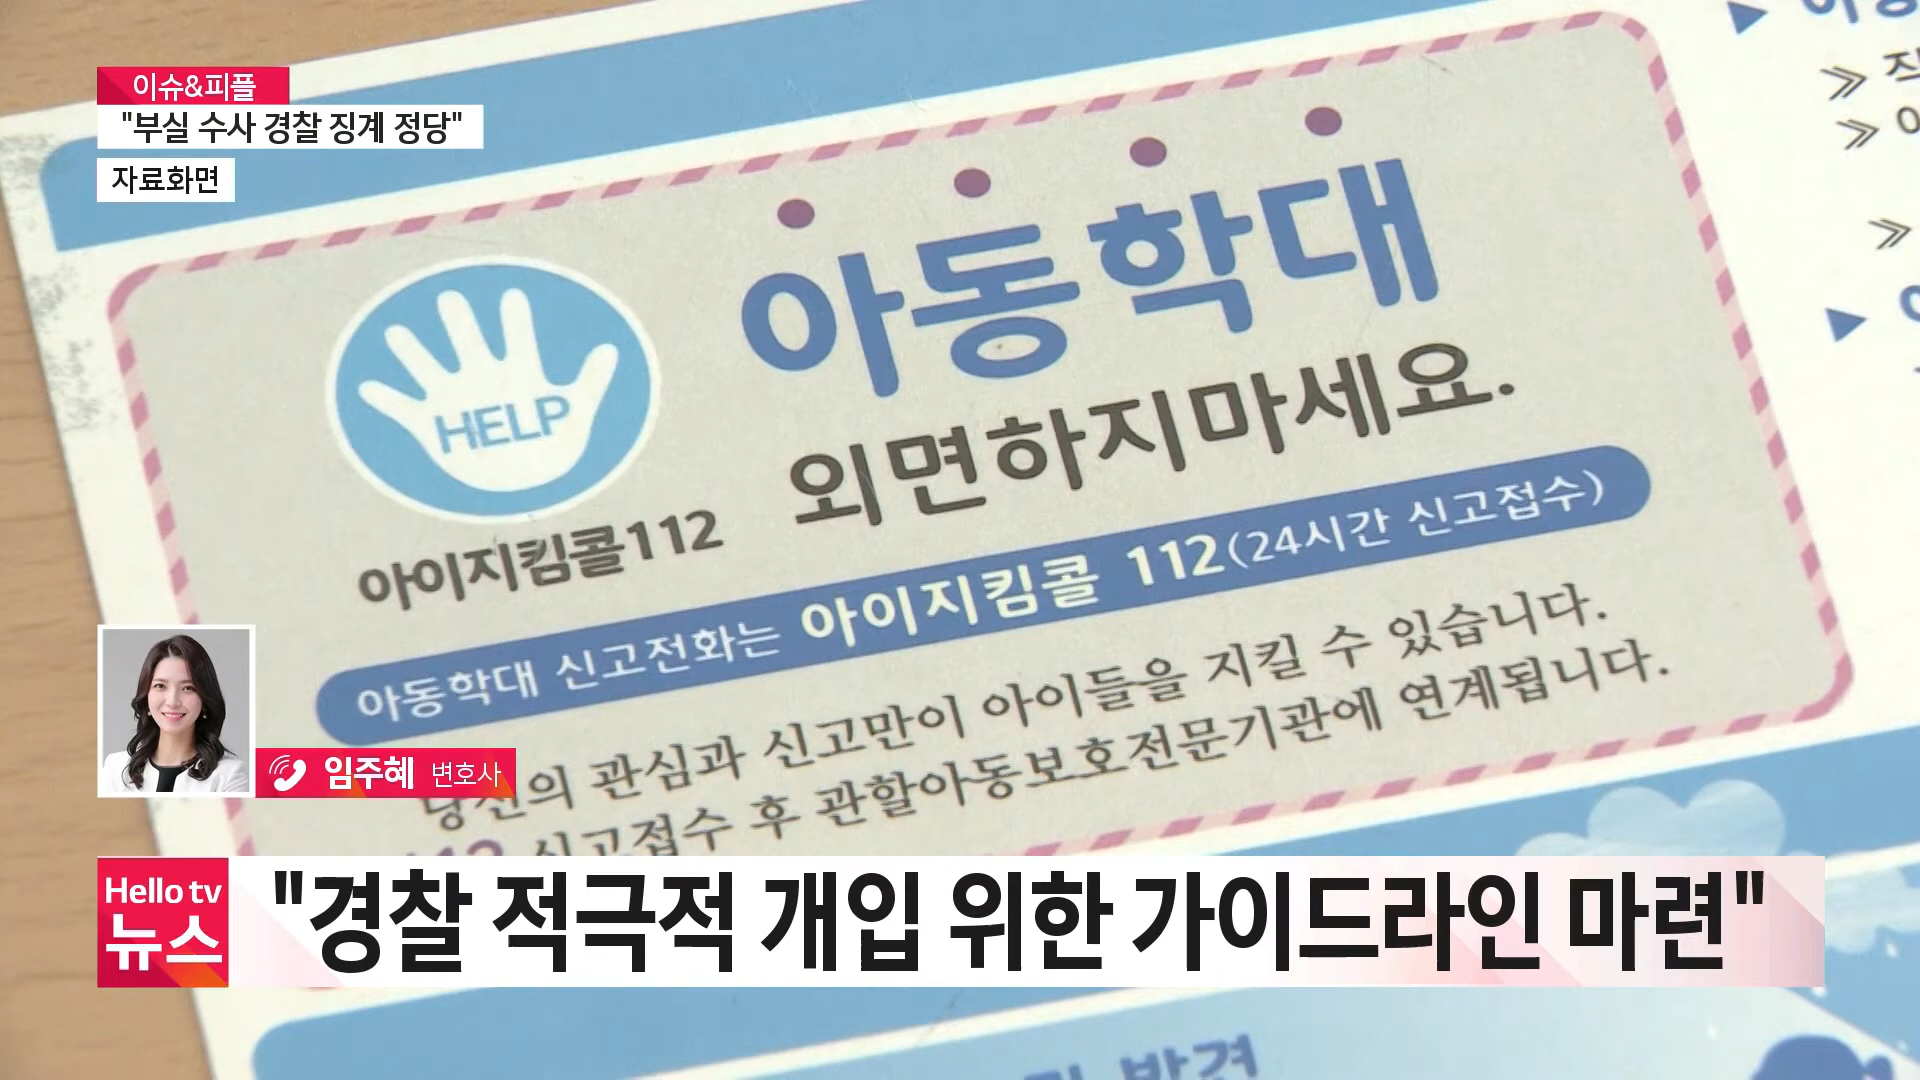 이슈&피플
"부실 수사 경찰 징계 정당"
자료화면
아동학대
외면하지마세요.
HELP
아이지킴콜112
아동학대 신고전화는 아이지킴콜 112(24시간 신고접수)
당신의 관심과 신고만이 아이들을 지킬 수 있습니다.
신고접수 후 관할아동보호전문기관에 연계됩니다.
임주혜 변호사
Hello tv
뉴스
"경찰 적극적 개입 위한 가이드라인 마련"
발견